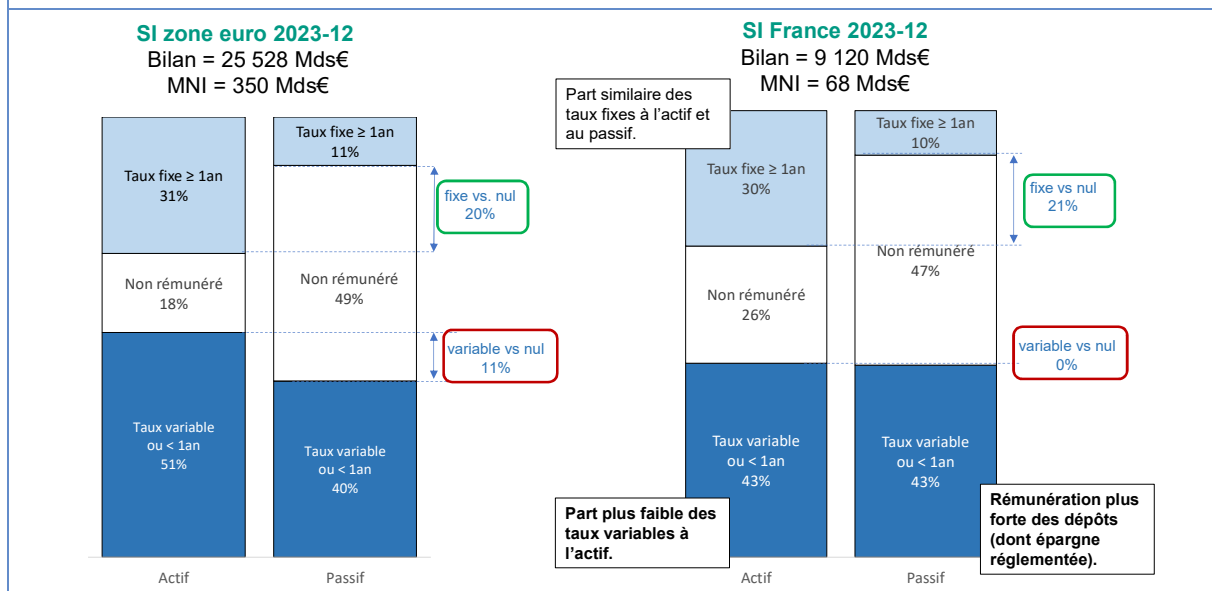 SI zone euro 2023-12
Bilan = 25 528 Mds€
MNI = 350 Mds€
Taux fixe ≥ 1an
31%
Non rémunéré
18%
Taux variable
ou < 1an
51%
Actif
Taux fixe ≥ 1an
11%
Non rémunéré
49%
Taux variable
ou < 1an
40%
Passif
fixe vs. nul
20%
variable vs nul
11%
SI France 2023-12
Bilan = 9 120 Mds€
MNI = 68 Mds€
Part similaire des
taux fixes à l'actif et
au passif.
Taux fixe ≥ 1an
30%
Non rémunéré
26%
Taux variable
ou < 1an
43%
Part plus faible des
taux variables à
l'actif.
Actif
Taux fixe ≥ 1an
10%
Non rémunéré
47%
Taux variable
ou < 1an
43%
Passif
fixe vs nul
21%
variable vs nul
0%
Rémunération plus
forte des dépôts
(dont épargne
réglementée).